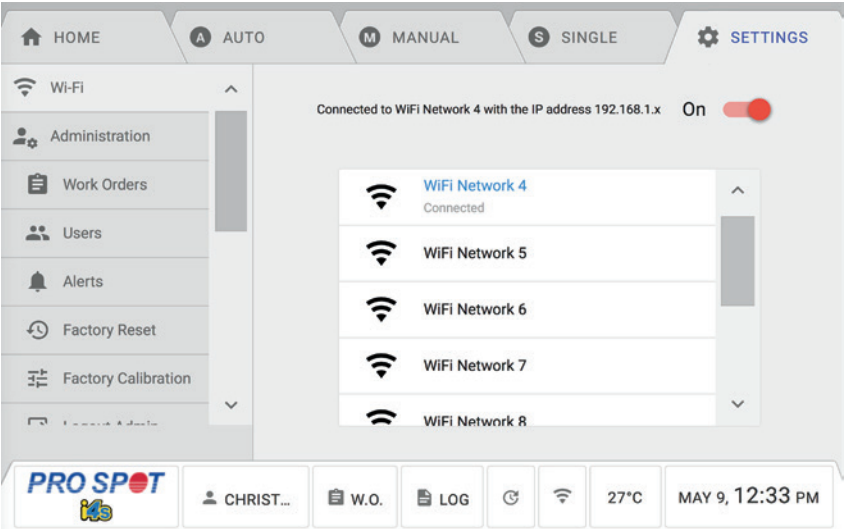 HOME
A AUTO
M MANUAL
S SINGLE
SETTINGS
Wi-Fi
Administration
Work Orders
Users
Alerts
Factory Reset
Factory Calibration
Logout Admin
Connected to WiFi Network 4 with the IP address 192.168.1.x On
WiFi Network 4
Connected
WiFi Network 5
WiFi Network 6
WiFi Network 7
WiFi Network 8
PRO SPOT
i4s
CHRIST...
W.O.
LOG
27°C
MAY 9, 12:33 PM